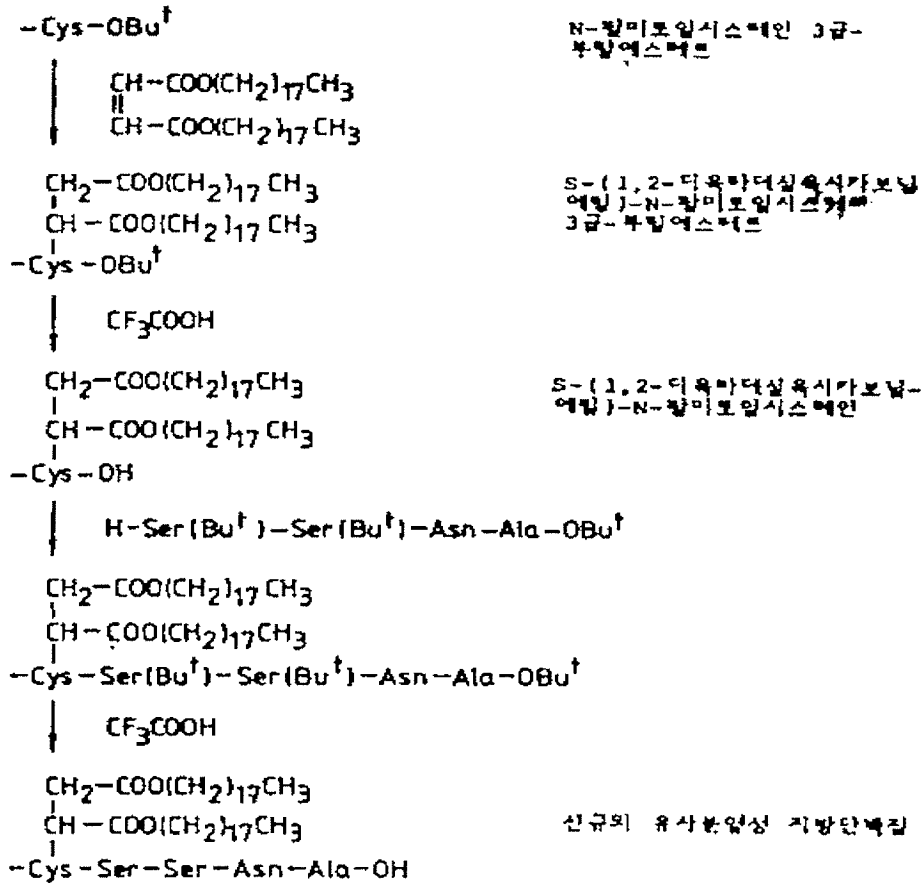 -Cys-OBu^t
N-팔미토일시스테인 3급-
부틸에스테르
CH-COO(CH2)17CH3
||
CH-COO(CH2)17CH3
CH2-COO(CH2)17CH3
CH-COO(CH2)17CH3
-Cys-OBu^t
S-(1,2-디옥타데실옥시카보닐
에틸)-N-팔미토일시스테인
3급-부틸에스테르
CF3COOH
CH2-COO(CH2)17CH3
CH-COO(CH2)17CH3
-Cys-OH
S-(1,2-디옥타데실옥시카보닐-
에틸)-N-팔미토일시스테인
H-Ser(Bu^t)-Ser(Bu^t)-Asn-Ala-OBu^t
CH2-COO(CH2)17CH3
CH-COO(CH2)17CH3
-Cys-Ser(Bu^t)-Ser(Bu^t)-Asn-Ala-OBu^t
CF3COOH
CH2-COO(CH2)17CH3
CH-COO(CH2)17CH3
-Cys-Ser-Ser-Asn-Ala-OH
신규의 유사분열성 지방단백질